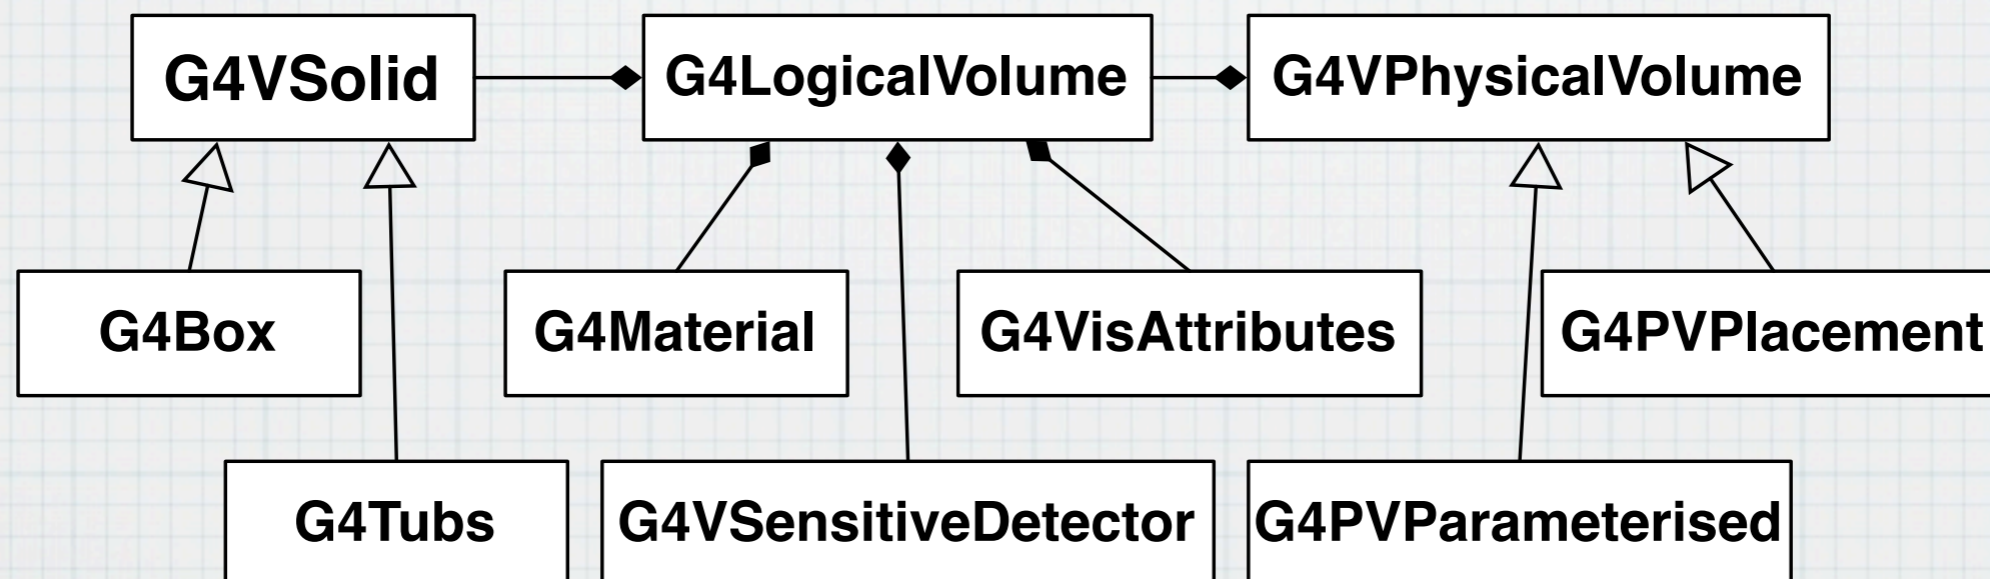 G4VSolid
G4LogicalVolume
G4VPhysicalVolume
G4Box
G4Material
G4VisAttributes
G4PVPlacement
G4Tubs
G4VSensitiveDetector
G4PVParameterised